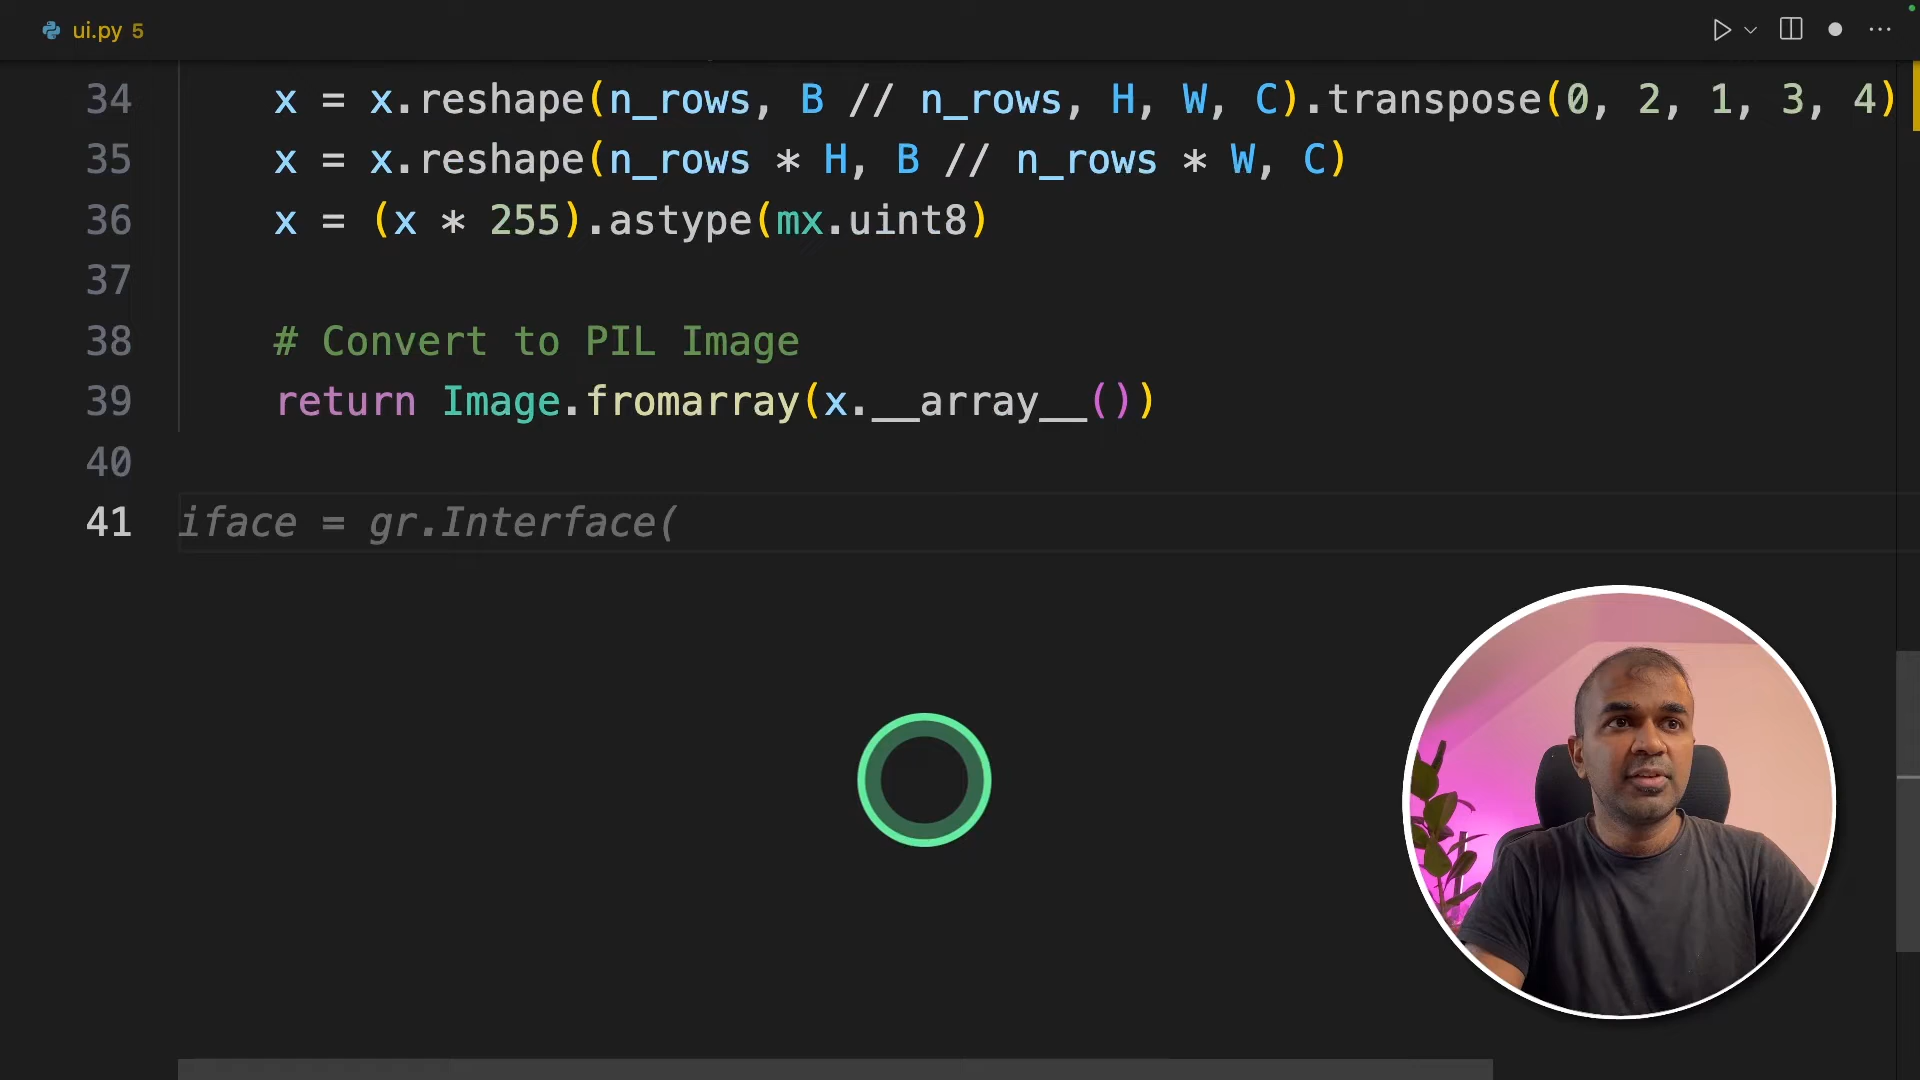 ui.py 5
34 x = x.reshape(n_rows, B // n_rows, H, W, C).transpose(0, 2, 1, 3, 4)
35 x = x.reshape(n_rows * H, B // n_rows * W, C)
36 x = (x * 255).astype(mx.uint8)
37
38 # Convert to PIL Image
39 return Image.fromarray(x.__array__())
40
41 iface = gr.Interface(